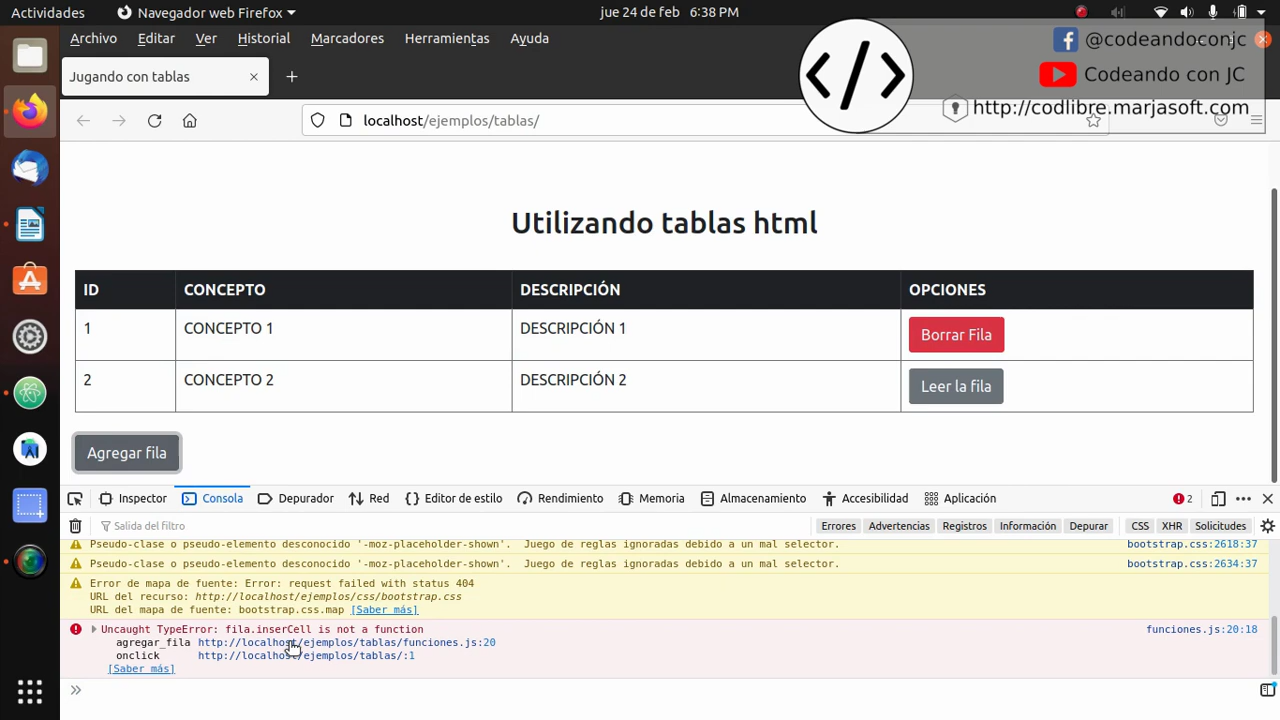 Actividades Navegador web Firefox jue 24 de feb 6:38 PM
Archivo Editar Ver Historial Marcadores Herramientas Ayuda
@codeandoconjc
Jugando con tablas
</>
Codeando con JC
http://codlibre.marjasoft.com
localhost/ejemplos/tablas/
Utilizando tablas html
ID CONCEPTO DESCRIPCIÓN OPCIONES
1 CONCEPTO 1 DESCRIPCIÓN 1 Borrar Fila
2 CONCEPTO 2 DESCRIPCIÓN 2 Leer la fila
Agregar fila
Inspector Consola Depurador Red Editor de estilo Rendimiento Memoria Almacenamiento Accesibilidad Aplicación 2
Salida del filtro Errores Advertencias Registros Información Depurar CSS XHR Solicitudes
Pseudo-clase o pseudo-elemento desconocido '-moz-placeholder-shown'. Juego de reglas ignoradas debido a un mal selector. bootstrap.css:2618:37
Pseudo-clase o pseudo-elemento desconocido '-moz-placeholder-shown'. Juego de reglas ignoradas debido a un mal selector. bootstrap.css:2634:37
Error de mapa de fuente: Error: request failed with status 404
URL del recurso: http://localhost/ejemplos/css/bootstrap.css
URL del mapa de fuente: bootstrap.css.map [Saber más]
Uncaught TypeError: fila.inserCell is not a function funciones.js:20:18
agregar_fila http://localhost/ejemplos/tablas/funciones.js:20
onclick http://localhost/ejemplos/tablas/:1
[Saber más]